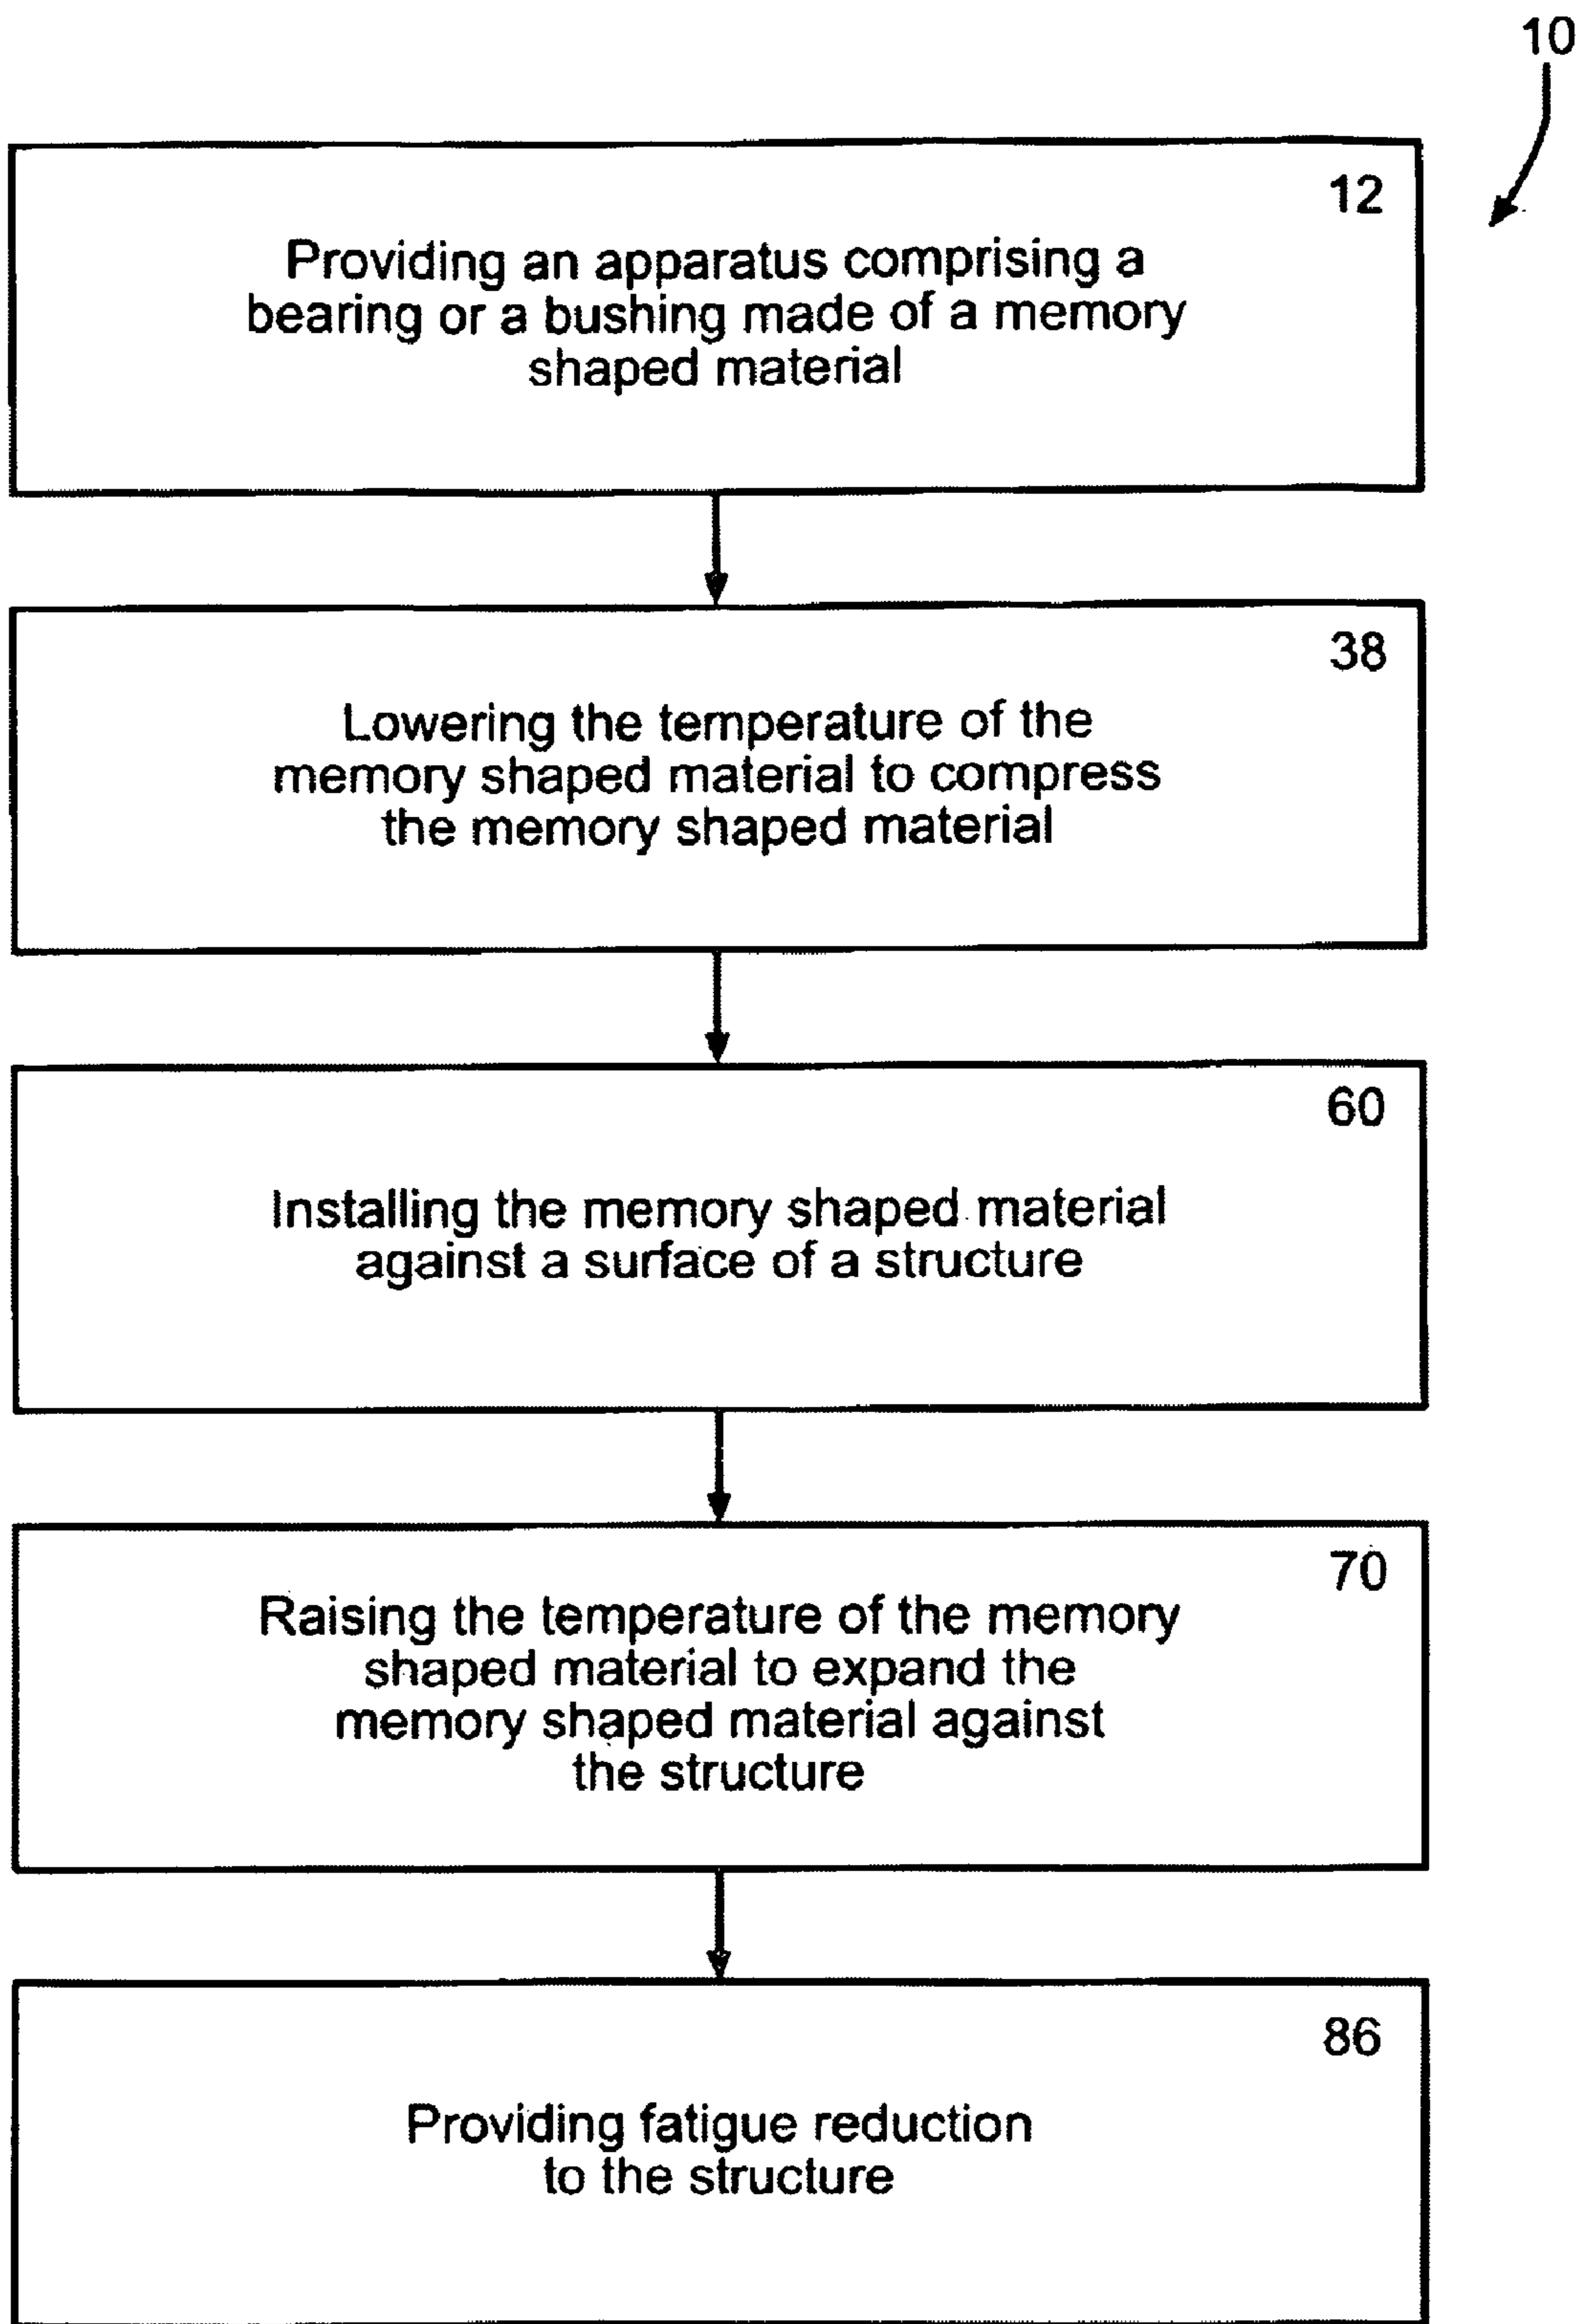 10
12
Providing an apparatus comprising a
bearing or a bushing made of a memory
shaped material
38
Lowering the temperature of the
memory shaped material to compress
the memory shaped material
60
Installing the memory shaped material
against a surface of a structure
70
Raising the temperature of the memory
shaped material to expand the
memory shaped material against
the structure
86
Providing fatigue reduction
to the structure